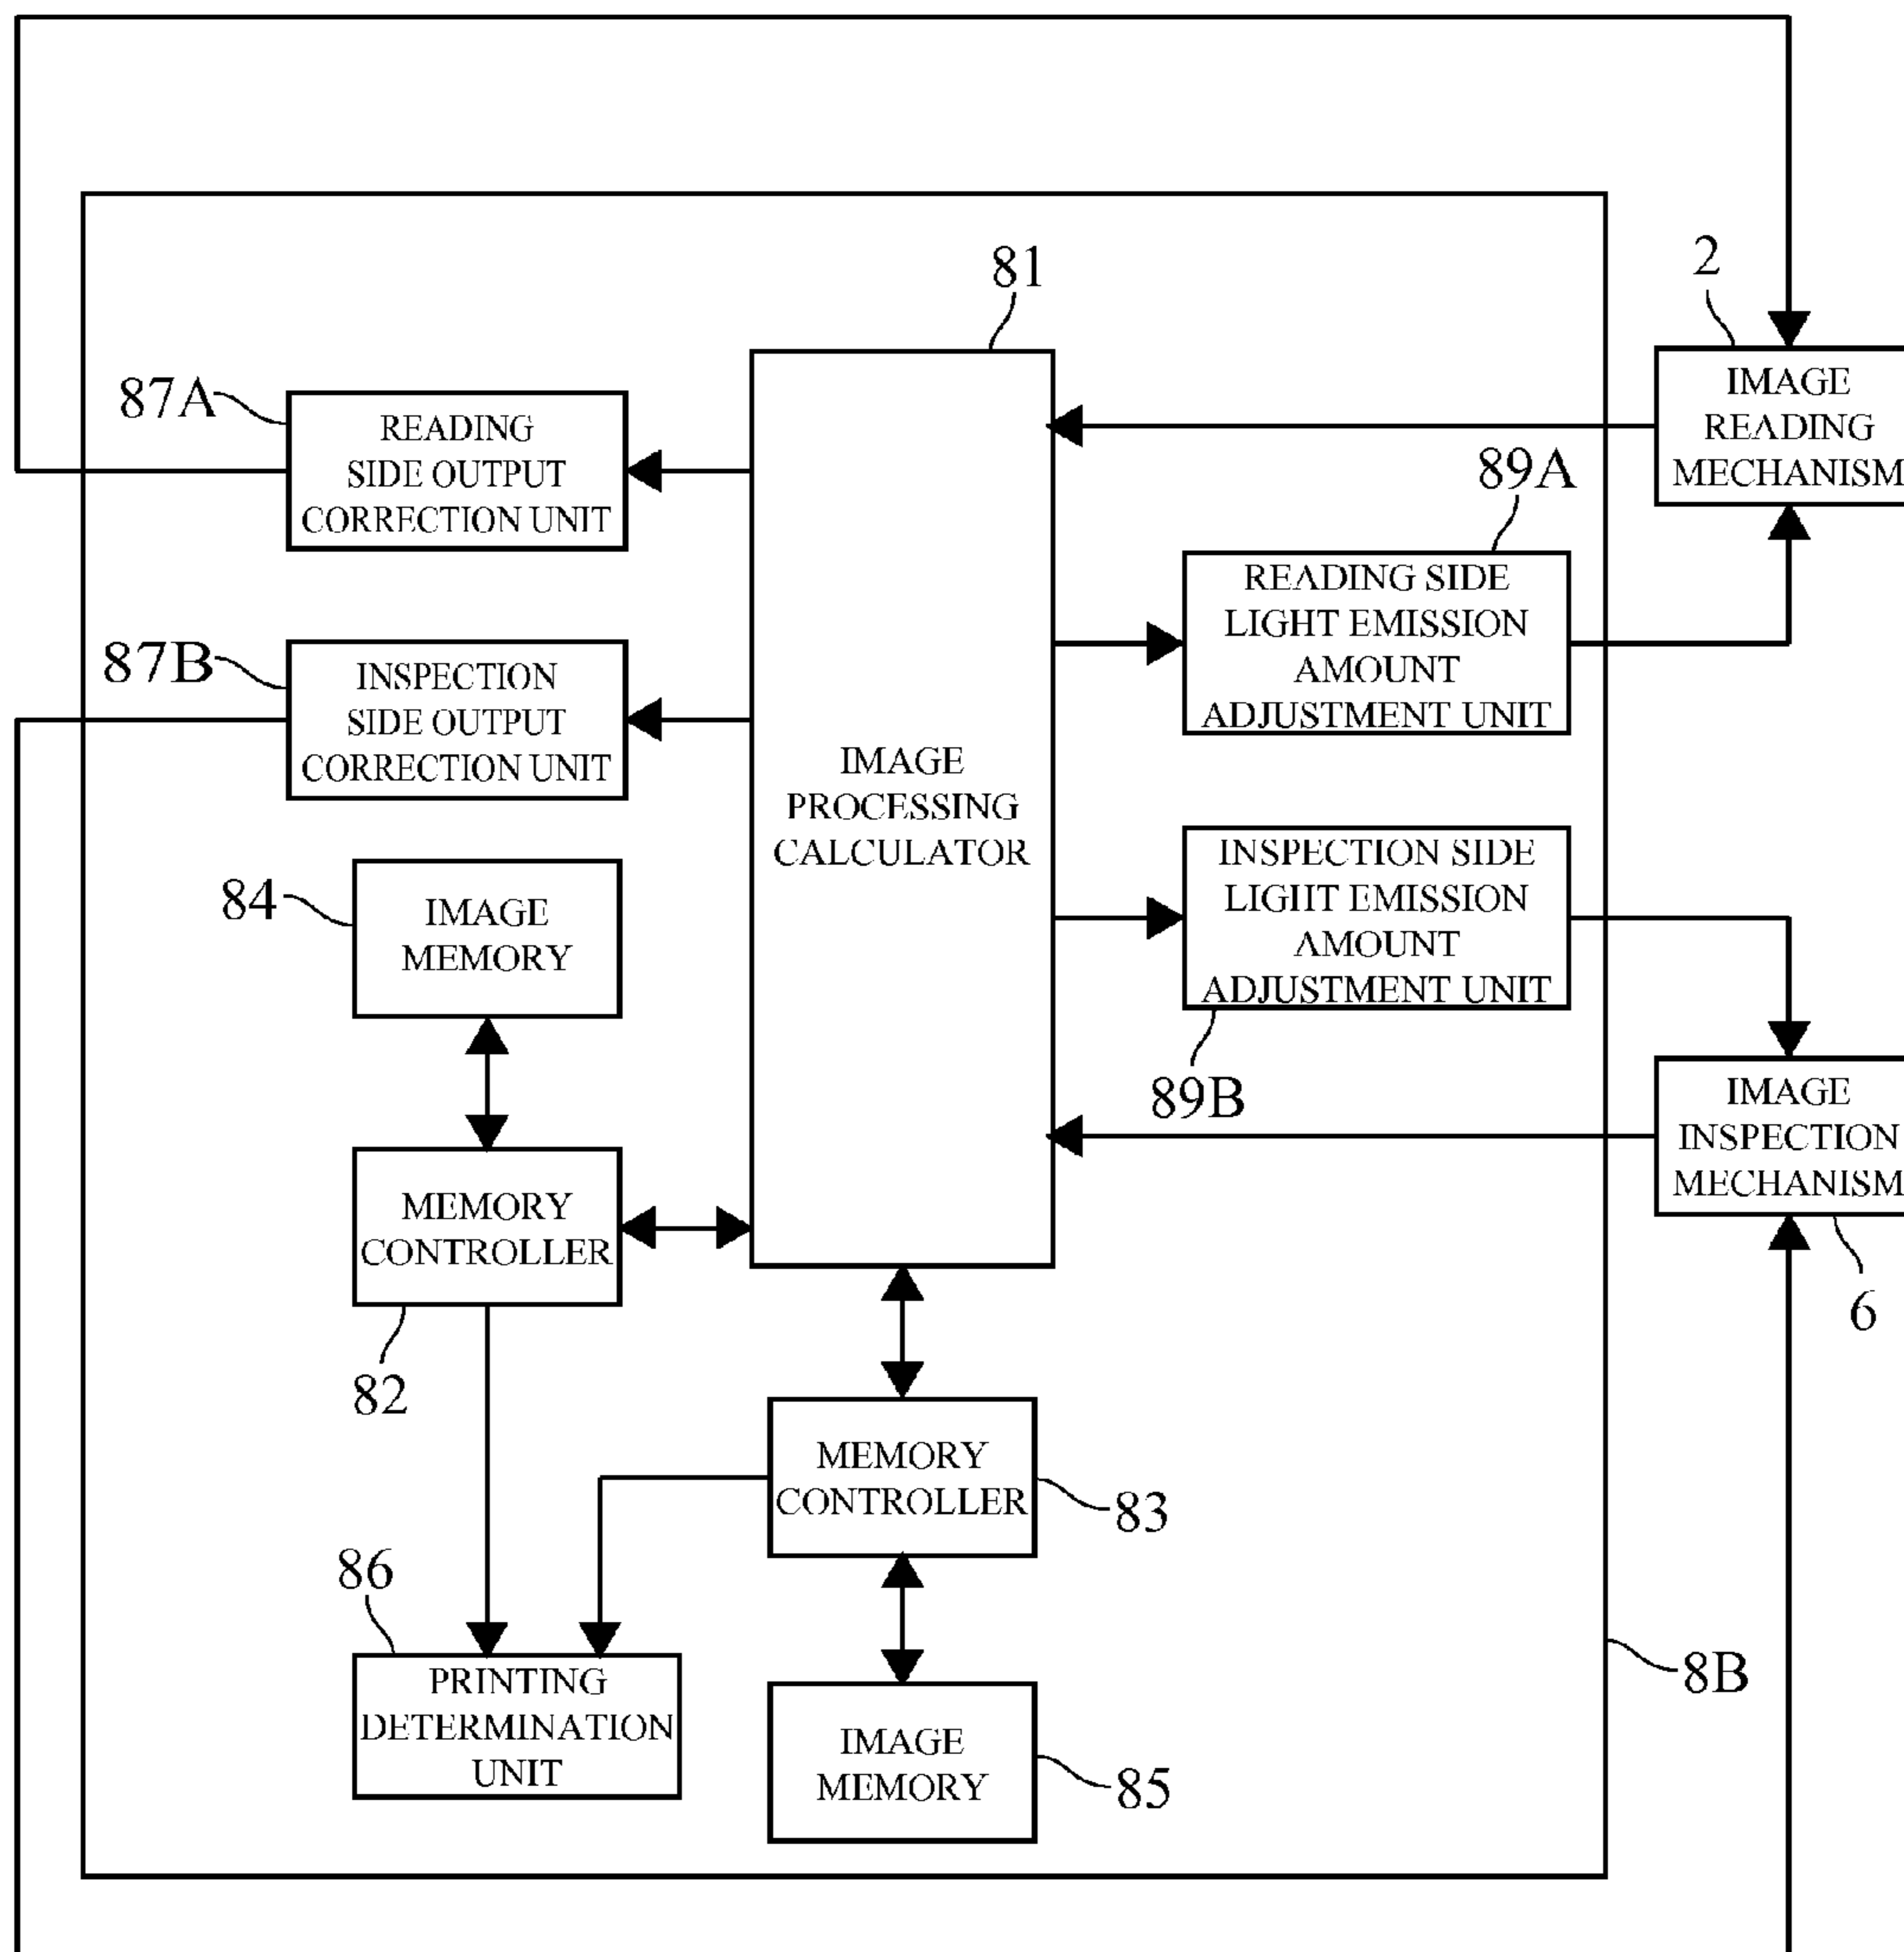 81
2
IMAGE
READING
MECHANISM
87A
READING
SIDE OUTPUT
CORRECTION UNIT
89A
READING SIDE
LIGHT EMISSION
AMOUNT
ADJUSTMENT UNIT
87B
INSPECTION
SIDE OUTPUT
CORRECTION UNIT
IMAGE
PROCESSING
CALCULATOR
INSPECTION SIDE
LIGHT EMISSION
AMOUNT
ADJUSTMENT UNIT
89B
84
IMAGE
MEMORY
IMAGE
INSPECTION
MECHANISM
6
MEMORY
CONTROLLER
82
MEMORY
CONTROLLER
83
86
PRINTING
DETERMINATION
UNIT
IMAGE
MEMORY
85
8B